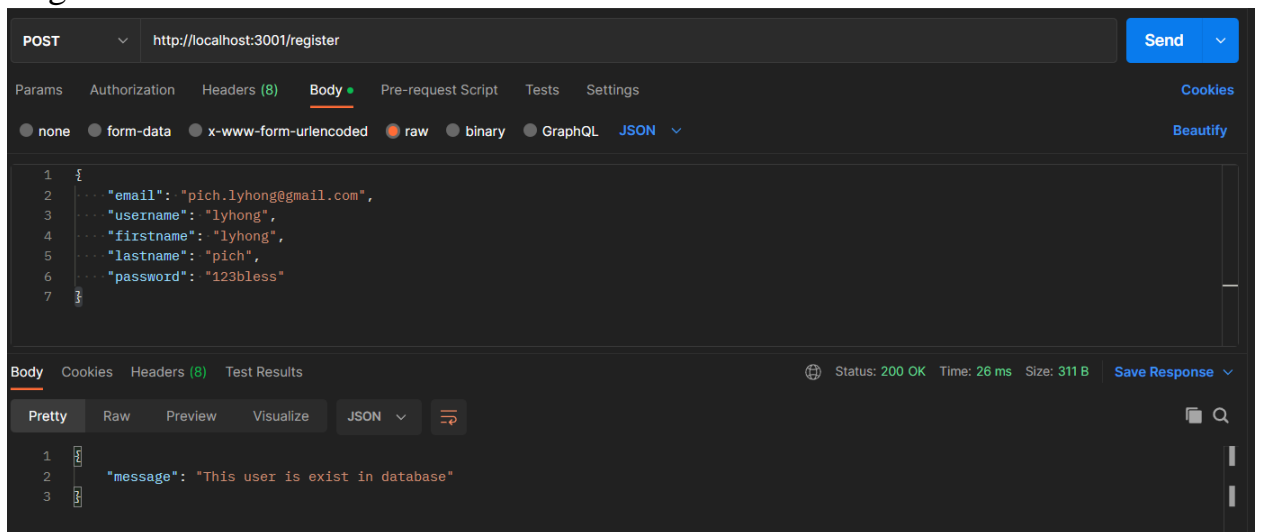 POST http://localhost:3001/register Send
Params Authorization Headers (8) Body Pre-request Script Tests Settings Cookies
none form-data x-www-form-urlencoded raw binary GraphQL JSON Beautify
1 {
2 "email": "pich.lyhong@gmail.com",
3 "username": "lyhong",
4 "firstname": "lyhong",
5 "lastname": "pich",
6 "password": "123bless"
7 }
Body Cookies Headers (8) Test Results Status: 200 OK Time: 26 ms Size: 311 B Save Response
Pretty Raw Preview Visualize JSON
1 {
2 "message": "This user is exist in database"
3 }